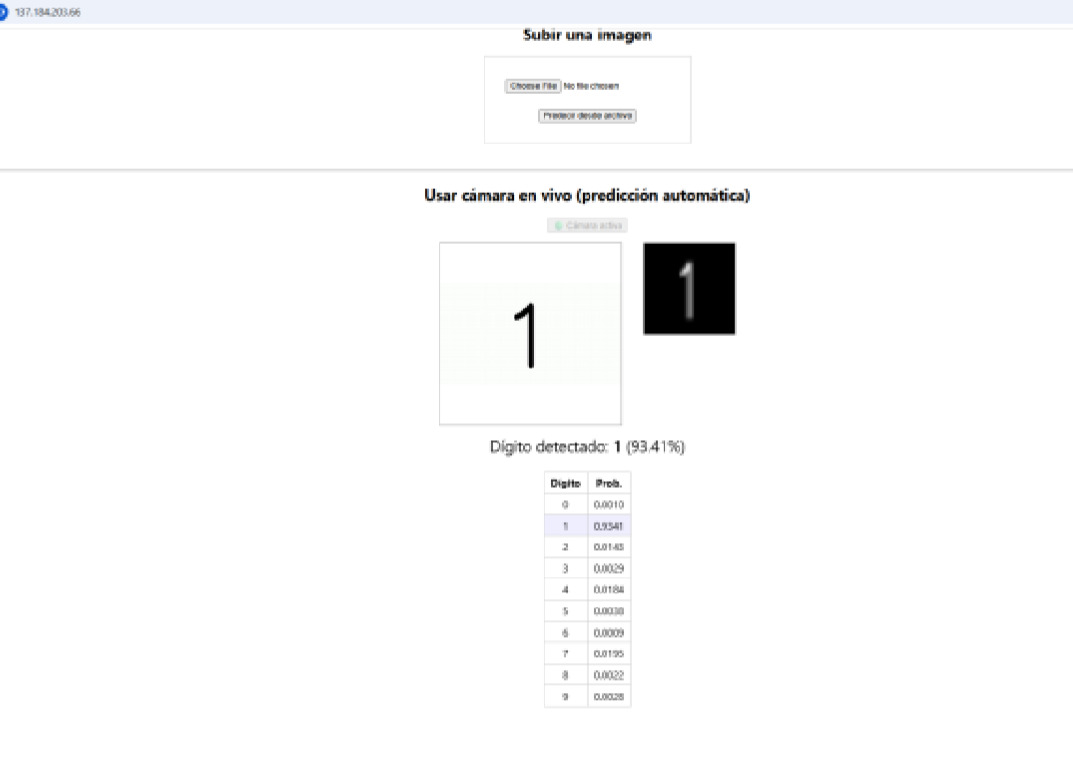 137.184.203.66
Subir una imagen
Choose File No file chosen
Predecir desde archivo
Usar cámara en vivo (predicción automática)
Cámara activa
1 1
Dígito detectado: 1 (93.41%)
Dígito Prob.
0 0.0010
1 0.9341
2 0.0143
3 0.0029
4 0.0184
5
6 0.0009
7 0.0195
8 0.0022
9 0.0028